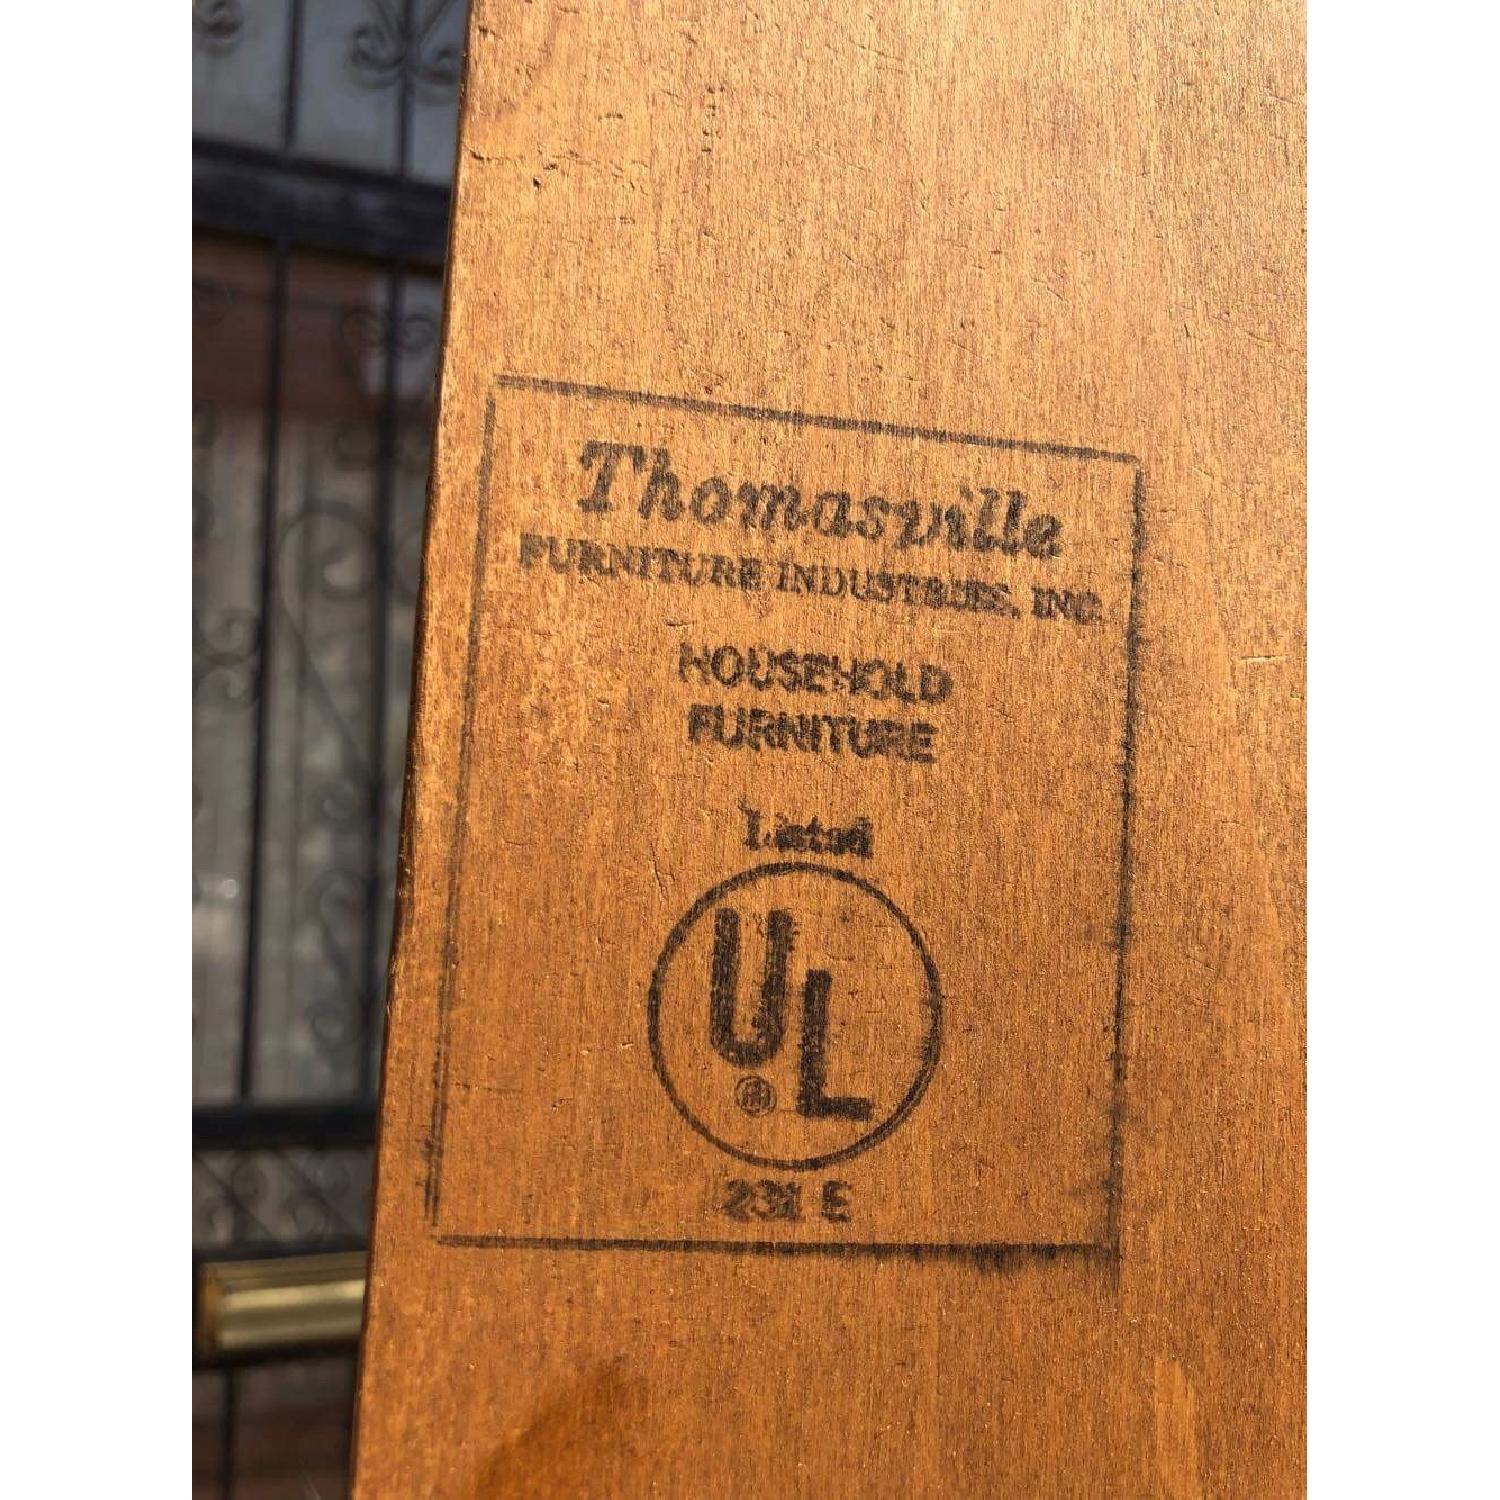 Thomasville
FURNITURE INDUSTRIES, INC.
HOUSEHOLD
FURNITURE
Listed
UL
®
231 E